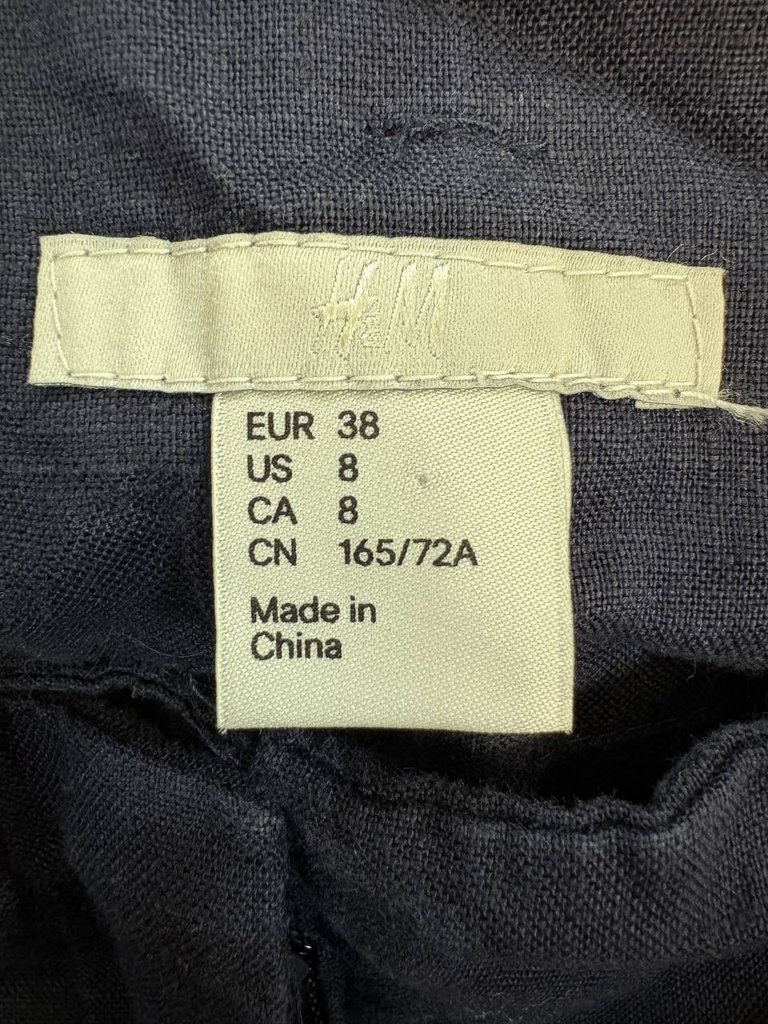 H&M
EUR 38
US 8
CA 8
CN 165/72A
Made in
China